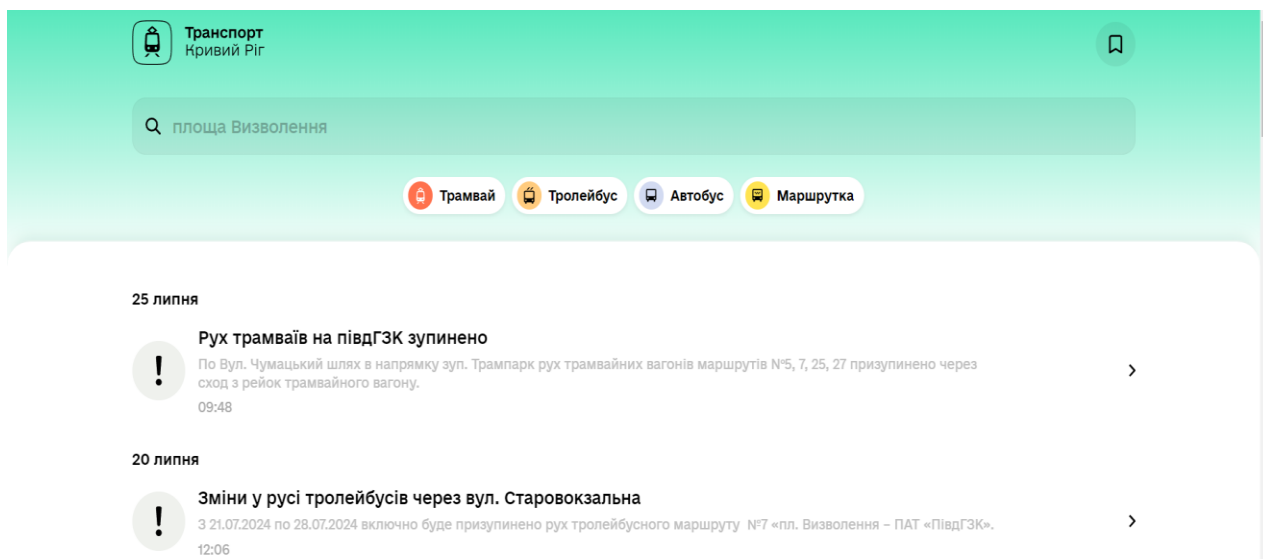 Транспорт
Кривий Ріг
площа Визволення
Трамвай Тролейбус Автобус Маршрутка
25 липня
Рух трамваїв на півдГЗК зупинено
По Вул. Чумацький шлях в напрямку зуп. Трампарк рух трамвайних вагонів маршрутів №5, 7, 25, 27 призупинено через
сход з рейок трамвайного вагону.
09:48
20 липня
Зміни у русі тролейбусів через вул. Старовокзальна
З 21.07.2024 по 28.07.2024 включно буде призупинено рух тролейбусного маршруту №7 «пл. Визволення – ПАТ «ПівдГЗК».
12:06